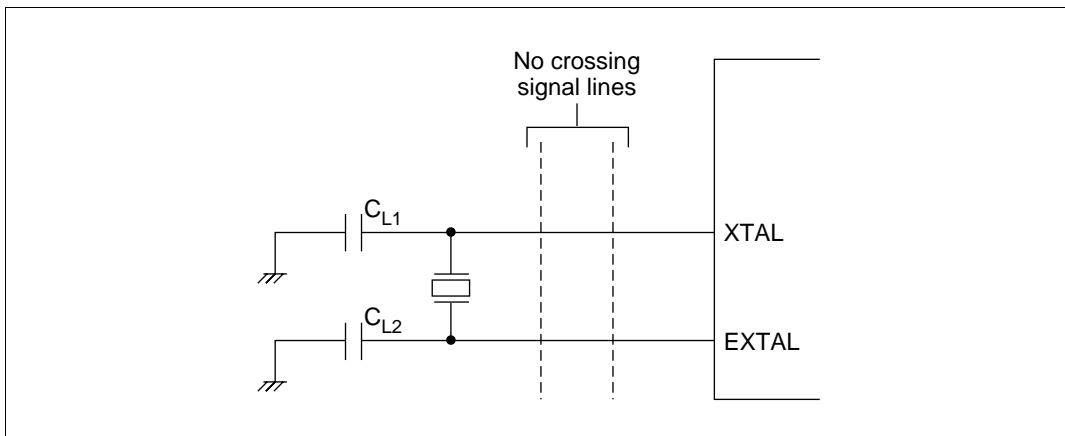 No crossing
signal lines
CL1
XTAL
CL2
EXTAL